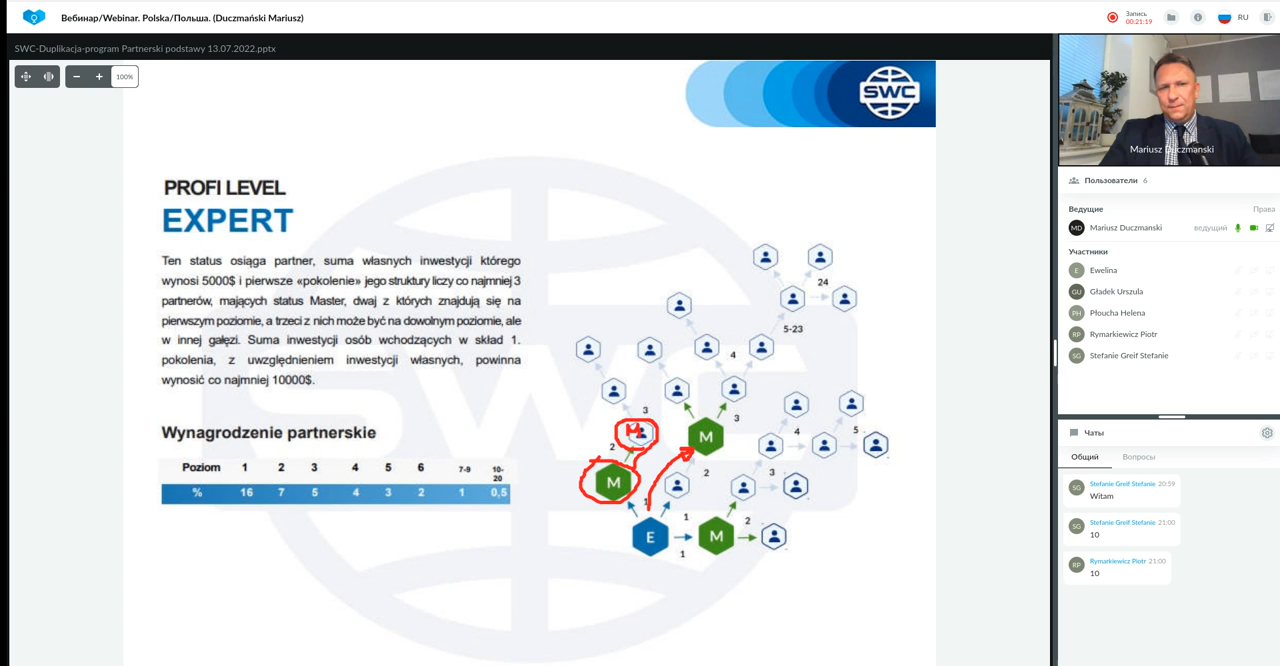 Вебинар/Webinar. Polska/Польша. (Duczmański Mariusz)
Запись
00:21:19
RU
SWC-Duplikacja-program Partnerski podstawy 13.07.2022.pptx
100%
SWC
PROFI LEVEL
EXPERT
Ten status osiąga partner, suma własnych inwestycji którego
wynosi 5000$ i pierwsze «pokolenie» jego struktury liczy co najmniej 3
partnerów, mających status Master, dwaj z których znajdują się na
pierwszym poziomie, a trzeci z nich może być na dowolnym poziomie, ale
w innej gałęzi. Suma inwestycji osób wchodzących w skład 1.
pokolenia, z uwzględnieniem inwestycji własnych, powinna
wynosić co najmniej 10000$.
Wynagrodzenie partnerskie
Poziom 1 2 3 4 5 6 7-9 10-20
% 16 7 5 4 3 2 1 0,5
24
5-23
4
3
3
4
5
M
M
2
M
2
3
1
1
2
E
M
1
Mariusz Duczmanski
Пользователи 6
Ведущие Права
MD Mariusz Duczmanski ведущий
Участники
E Ewelina
GU Gładek Urszula
PH Płoucha Helena
RP Rymarkiewicz Piotr
SG Stefanie Greif Stefanie
Чаты
Общий Вопросы
SG Stefanie Greif Stefanie 20:59
Witam
SG Stefanie Greif Stefanie 21:00
10
RP Rymarkiewicz Piotr 21:00
10